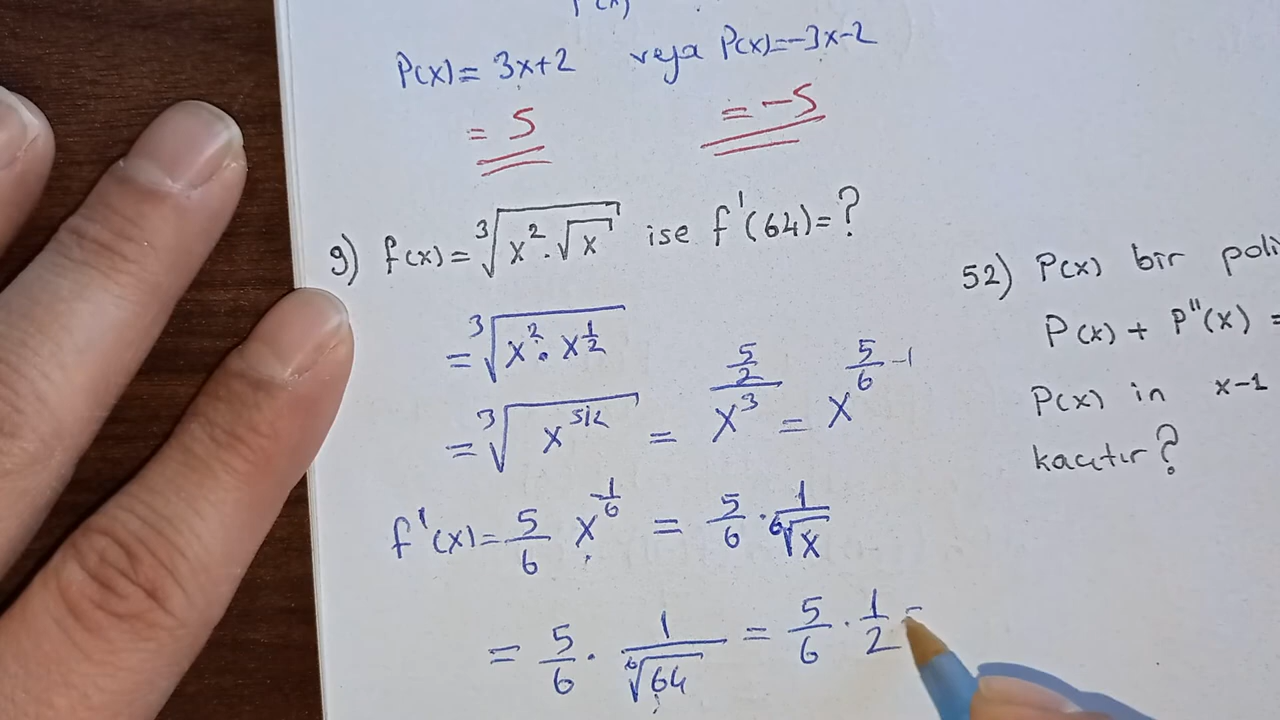 P(x)
P(x) = 3x+2 veya P(x)=-3x-2
= 5 = -5
9) f(x) = ∛(x²·√x) ise f'(64)=?
= ∛(x²·x^(1/2))
= ∛(x^(5/2)) = x^((5/2)/3) = x^(5/6 -1)
f'(x) = 5/6 x^(-1/6) = 5/6 · 1/⁶√x
= 5/6 · 1/⁶√64 = 5/6 · 1/2 =
52) P(x) bir poli
P(x) + P''(x) =
P(x) in x-1
kaçıtır?